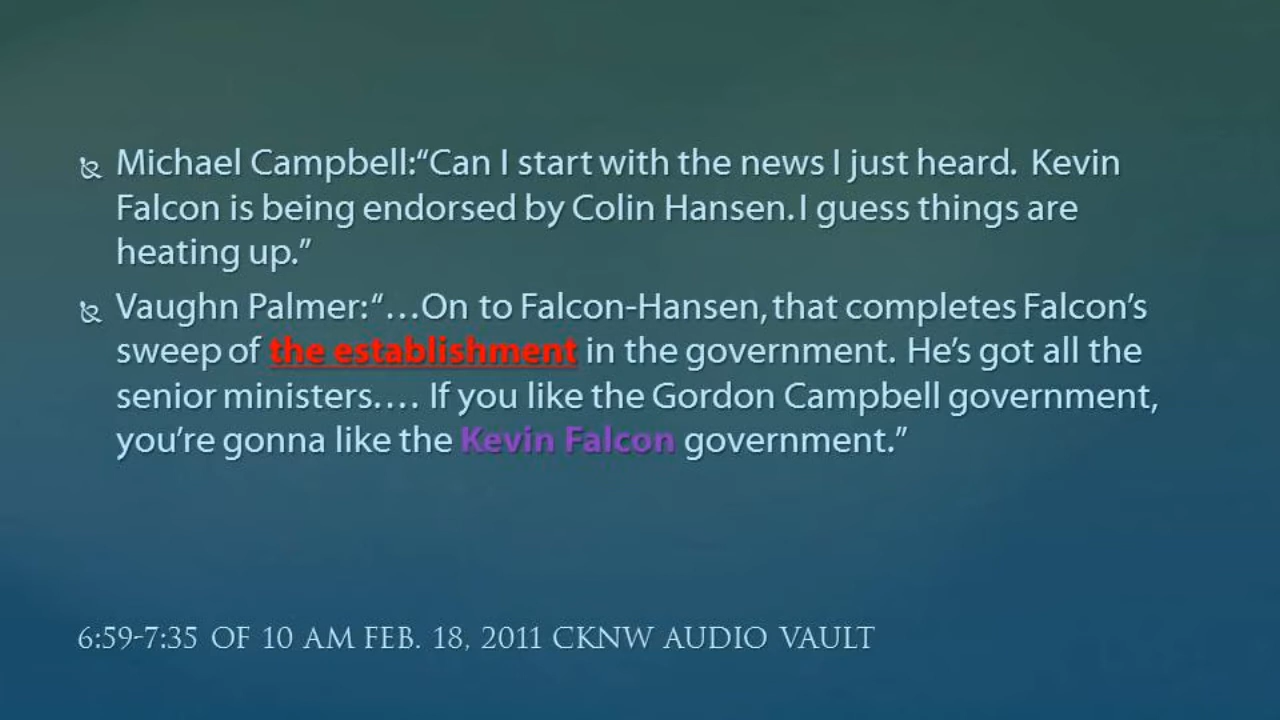 Michael Campbell:“Can I start with the news I just heard. Kevin
Falcon is being endorsed by Colin Hansen. I guess things are
heating up.”
Vaughn Palmer:“…On to Falcon-Hansen, that completes Falcon’s
sweep of the establishment in the government. He’s got all the
senior ministers…. If you like the Gordon Campbell government,
you’re gonna like the Kevin Falcon government.”
6:59-7:35 OF 10 AM FEB. 18, 2011 CKNW AUDIO VAULT